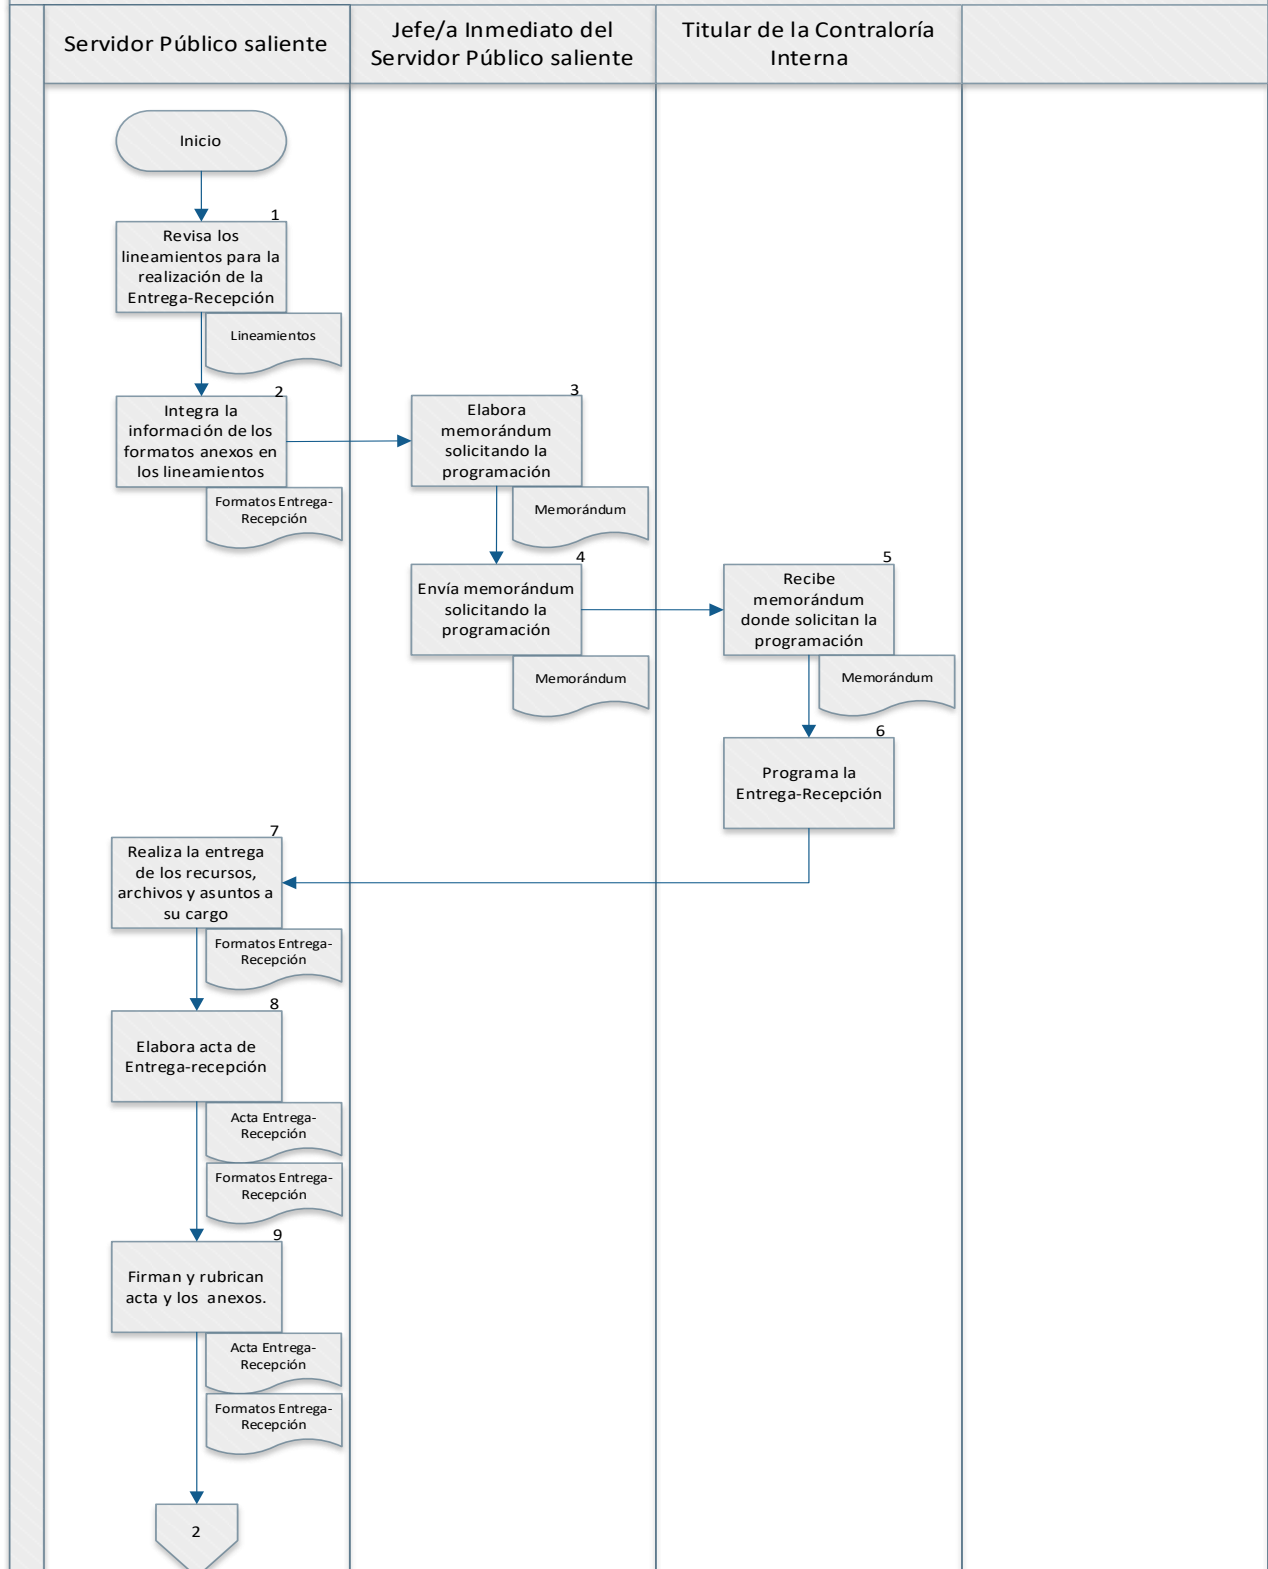 Servidor Público saliente
Jefe/a Inmediato del
Servidor Público saliente
Titular de la Contraloría
Interna
Inicio
1
Revisa los
lineamientos para la
realización de la
Entrega-Recepción
Lineamientos
2
Integra la
información de los
formatos anexos en
los lineamientos
Formatos Entrega-
Recepción
3
Elabora
memorándum
solicitando la
programación
Memorándum
4
Envía memorándum
solicitando la
programación
Memorándum
5
Recibe
memorándum
donde solicitan la
programación
Memorándum
6
Programa la
Entrega-Recepción
7
Realiza la entrega
de los recursos,
archivos y asuntos a
su cargo
Formatos Entrega-
Recepción
8
Elabora acta de
Entrega-recepción
Acta Entrega-
Recepción
Formatos Entrega-
Recepción
9
Firman y rubrican
acta y los anexos.
Acta Entrega-
Recepción
Formatos Entrega-
Recepción
2